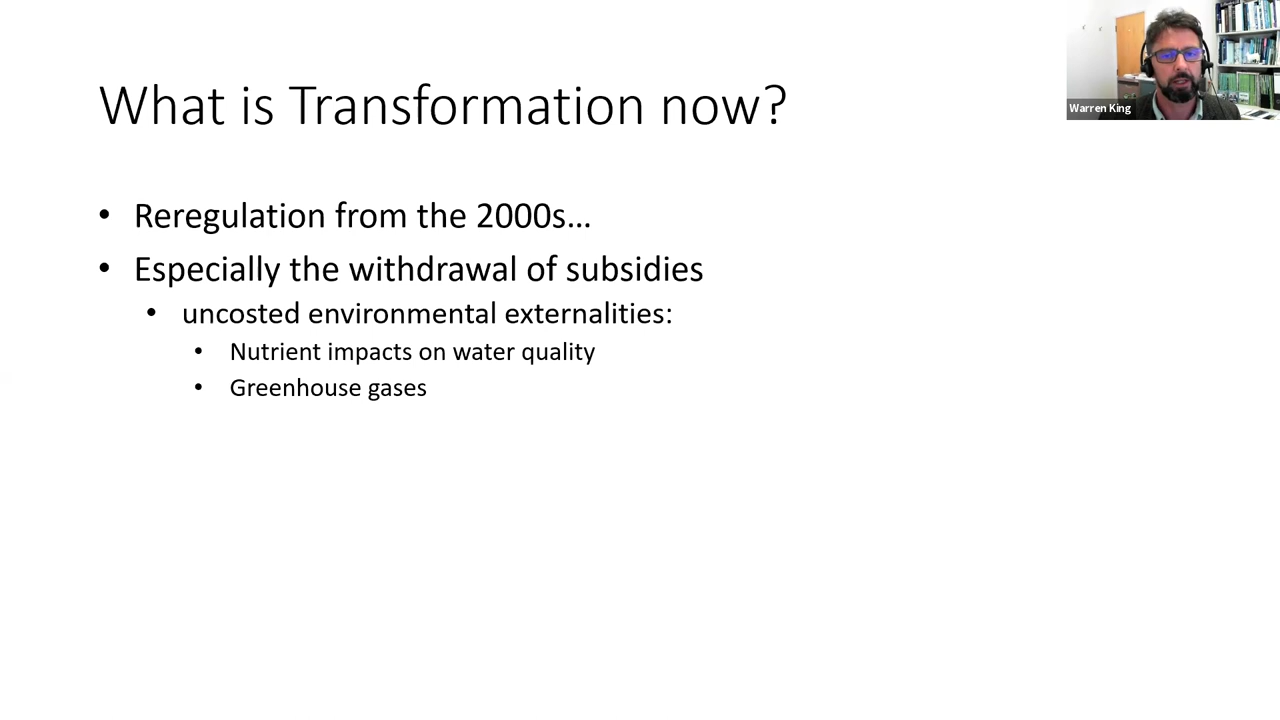 What is Transformation now?
Warren King
• Reregulation from the 2000s...
• Especially the withdrawal of subsidies
• uncosted environmental externalities:
• Nutrient impacts on water quality
• Greenhouse gases